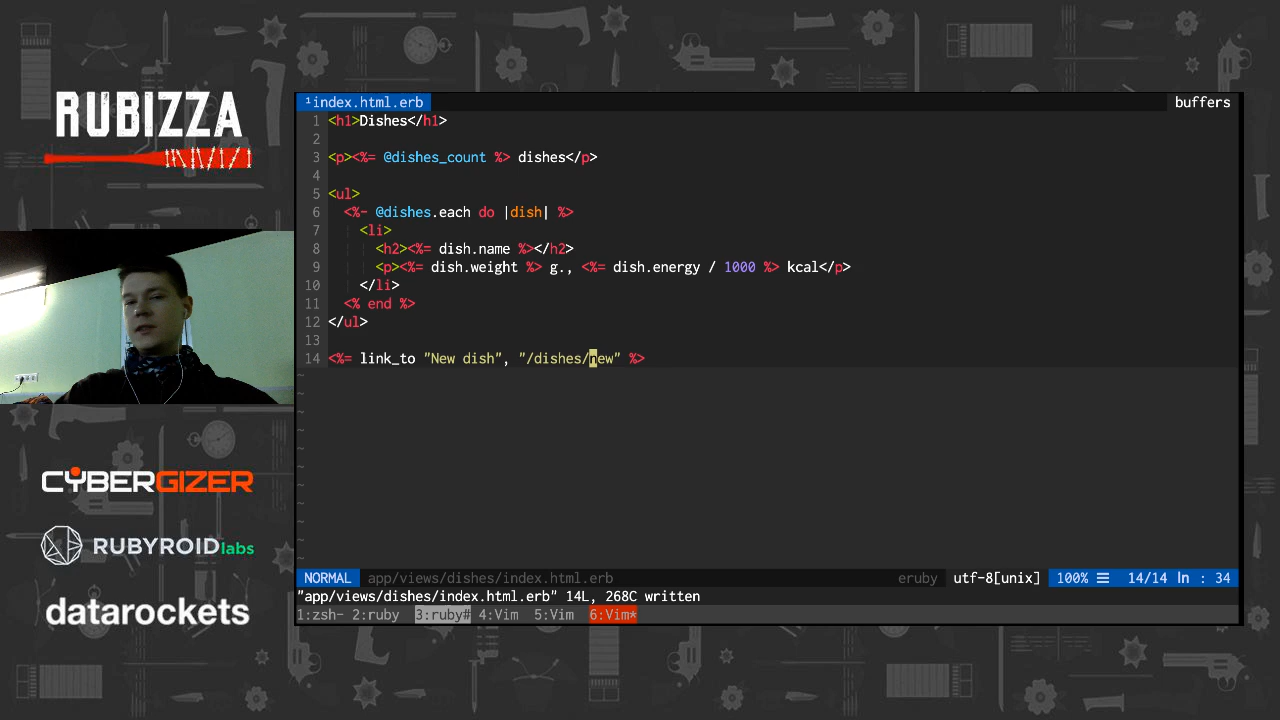 RUBIZZA
CYBERGIZER
RUBYROIDlabs
datarockets
¹index.html.erb buffers
1 <h1>Dishes</h1>
2
3 <p><%= @dishes_count %> dishes</p>
4
5 <ul>
6 <%- @dishes.each do |dish| %>
7 <li>
8 <h2><%= dish.name %></h2>
9 <p><%= dish.weight %> g., <%= dish.energy / 1000 %> kcal</p>
10 </li>
11 <% end %>
12 </ul>
13
14 <%= link_to "New dish", "/dishes/new" %>
NORMAL app/views/dishes/index.html.erb eruby utf-8[unix] 100% ☰ 14/14 ln : 34
"app/views/dishes/index.html.erb" 14L, 268C written
1:zsh- 2:ruby 3:ruby# 4:Vim 5:Vim 6:Vim*